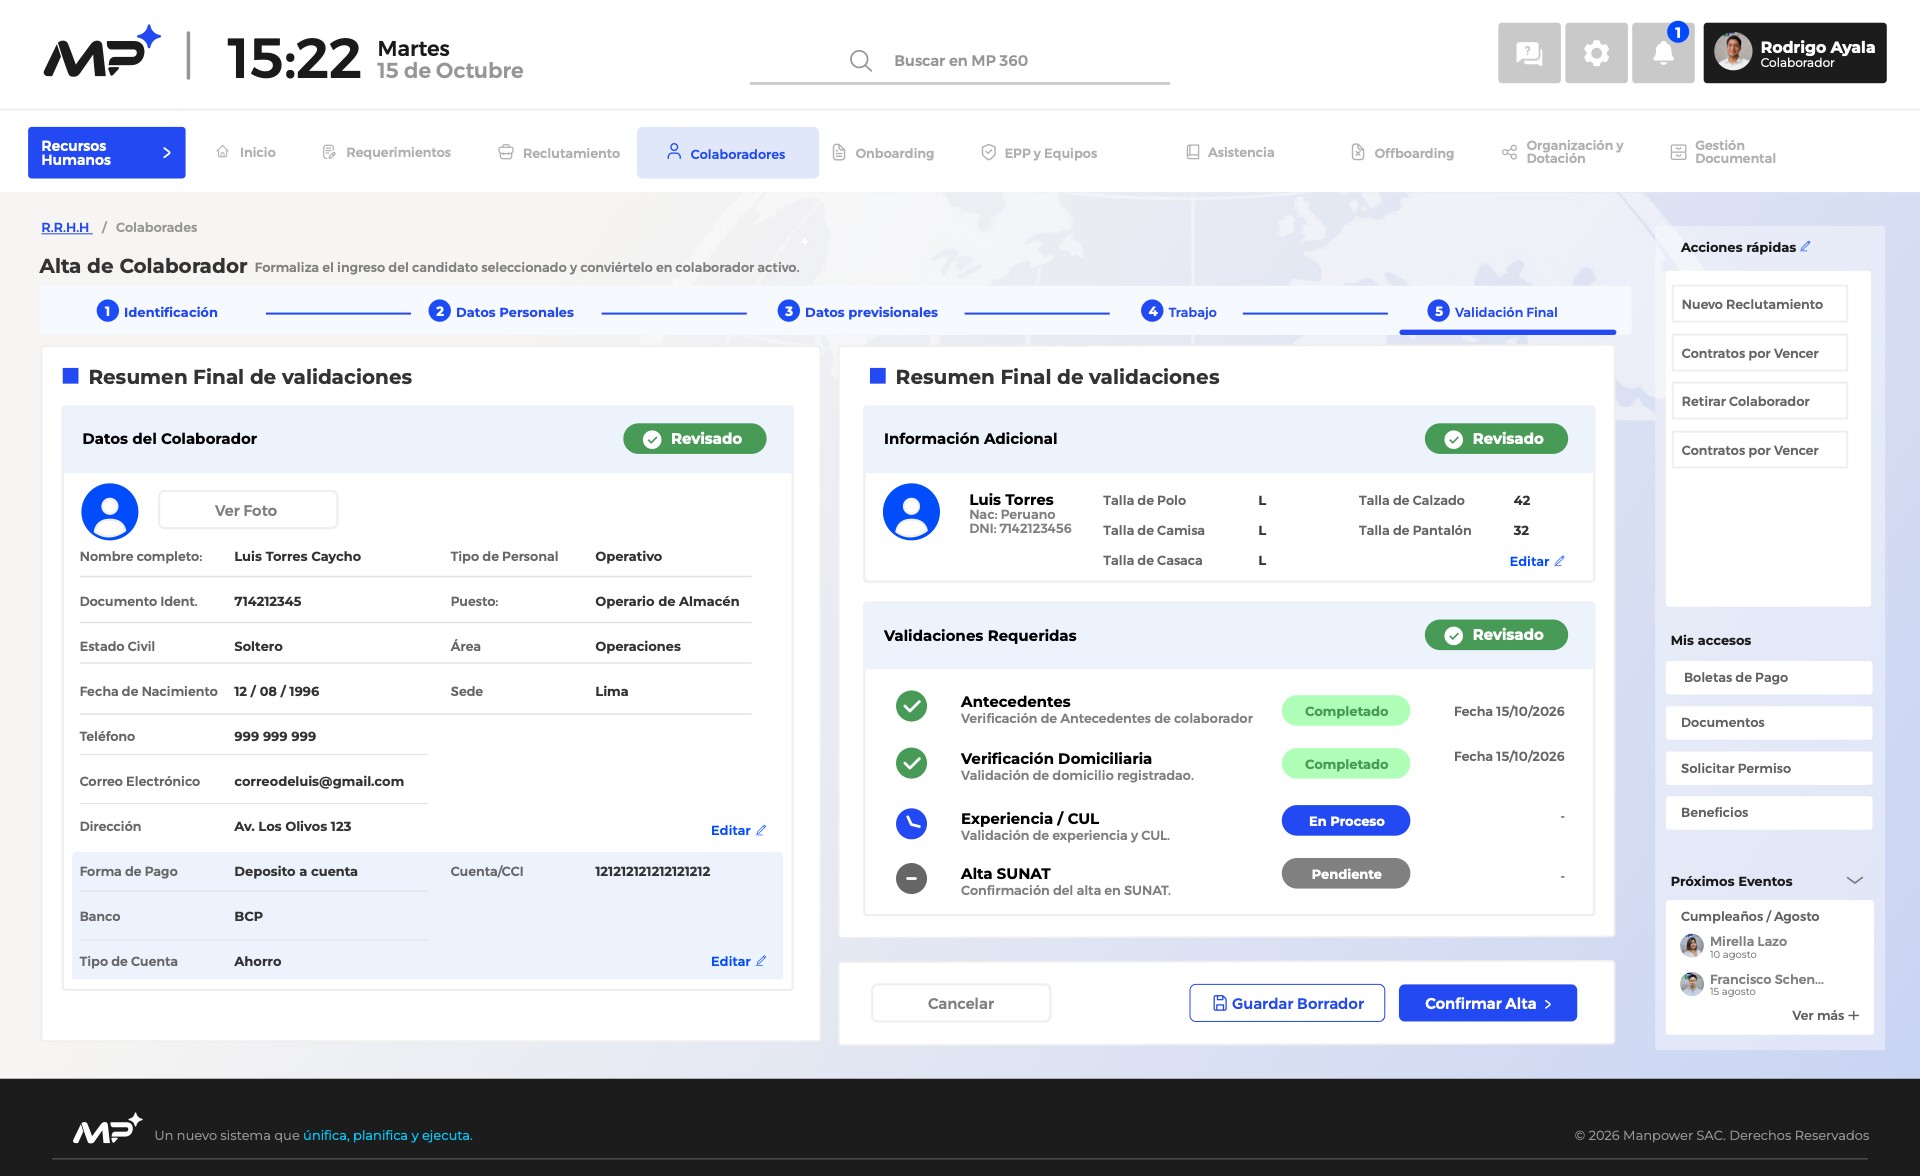 MP
15:22
Martes
15 de Octubre
Buscar en MP 360
1
Rodrigo Ayala
Colaborador
Recursos
Humanos
Inicio
Requerimientos
Reclutamiento
Colaboradores
Onboarding
EPP y Equipos
Asistencia
Offboarding
Organización y
Dotación
Gestión
Documental
R.R.H.H / Colaborades
Alta de Colaborador Formaliza el ingreso del candidato seleccionado y conviértelo en colaborador activo.
1 Identificación
2 Datos Personales
3 Datos previsionales
4 Trabajo
5 Validación Final
Resumen Final de validaciones
Datos del Colaborador
Revisado
Ver Foto
Nombre completo: Luis Torres Caycho Tipo de Personal Operativo
Documento Ident. 714212345 Puesto: Operario de Almacén
Estado Civil Soltero Área Operaciones
Fecha de Nacimiento 12 / 08 / 1996 Sede Lima
Teléfono 999 999 999
Correo Electrónico correodeluis@gmail.com
Dirección Av. Los Olivos 123
Editar
Forma de Pago Deposito a cuenta Cuenta/CCI 121212121212121212
Banco BCP
Tipo de Cuenta Ahorro Editar
Resumen Final de validaciones
Información Adicional
Revisado
Luis Torres
Nac: Peruano
DNI: 7142123456
Talla de Polo L Talla de Calzado 42
Talla de Camisa L Talla de Pantalón 32
Talla de Casaca L Editar
Validaciones Requeridas
Revisado
Antecedentes
Verificación de Antecedentes de colaborador
Completado
Fecha 15/10/2026
Verificación Domiciliaria
Validación de domicilio registradao.
Completado
Fecha 15/10/2026
Experiencia / CUL
Validación de experiencia y CUL.
En Proceso
-
Alta SUNAT
Confirmación del alta en SUNAT.
Pendiente
-
Cancelar
Guardar Borrador
Confirmar Alta >
Acciones rápidas
Nuevo Reclutamiento
Contratos por Vencer
Retirar Colaborador
Contratos por Vencer
Mis accesos
Boletas de Pago
Documentos
Solicitar Permiso
Beneficios
Próximos Eventos
Cumpleaños / Agosto
Mirella Lazo
10 agosto
Francisco Schen...
15 agosto
Ver más +
MP
Un nuevo sistema que únifica, planifica y ejecuta.
© 2026 Manpower SAC. Derechos Reservados